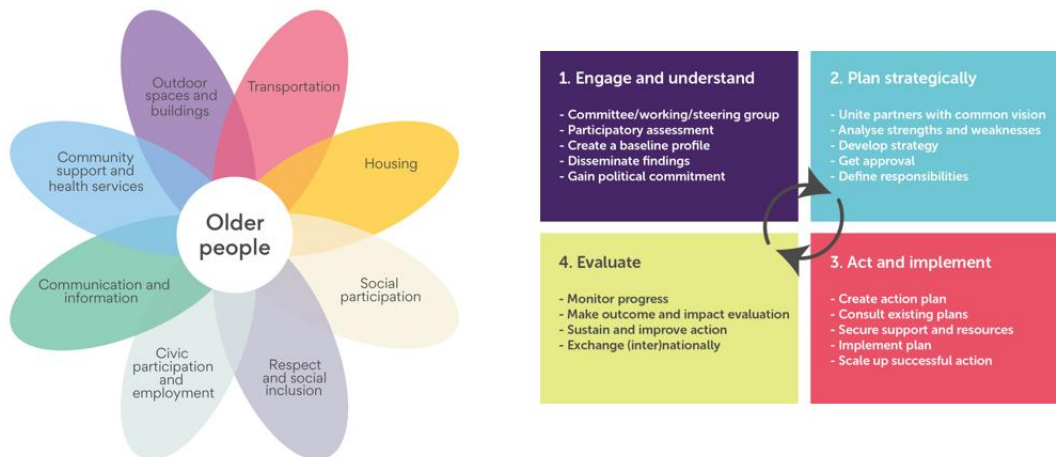 Outdoor
spaces and
buildings
Transportation
Housing
Social
participation
Respect and
social
inclusion
Civic
participation
and
employment
Communication and
information
Community
support and
health services
Older
people
1. Engage and understand
- Committee/working/steering group
- Participatory assessment
- Create a baseline profile
- Disseminate findings
- Gain political commitment
2. Plan strategically
- Unite partners with common vision
- Analyse strengths and weaknesses
- Develop strategy
- Get approval
- Define responsibilities
3. Act and implement
- Create action plan
- Consult existing plans
- Secure support and resources
- Implement plan
- Scale up successful action
4. Evaluate
- Monitor progress
- Make outcome and impact evaluation
- Sustain and improve action
- Exchange (inter)nationally